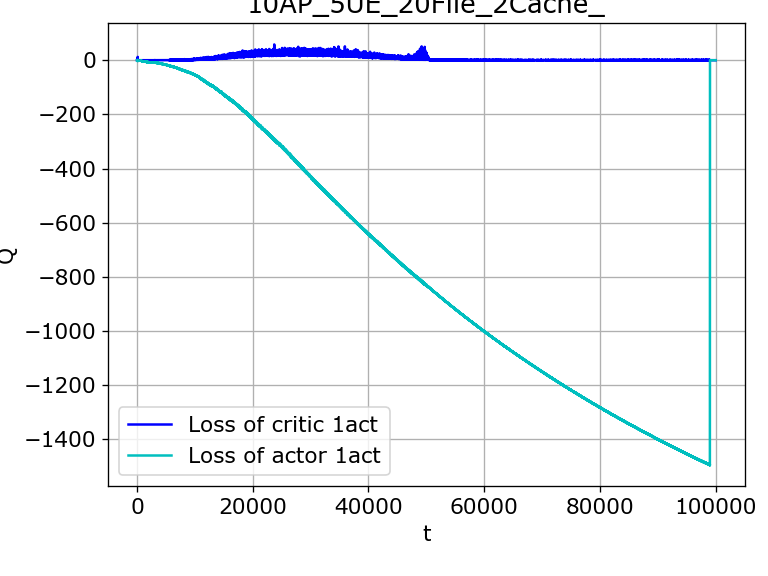 10AP_5UE_20File_2Cache_
Q
0
−200
−400
−600
−800
−1000
−1200
−1400
Loss of critic 1act
Loss of actor 1act
0 20000 40000 60000 80000 100000
t